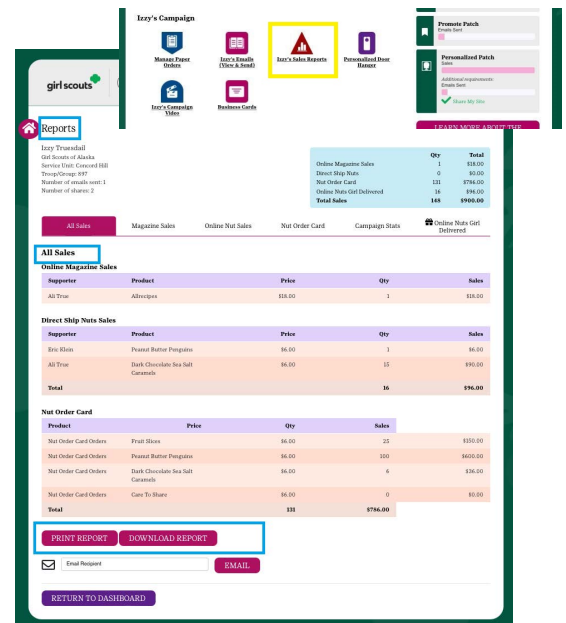 Izzy's Campaign
Manage Paper
Orders
Izzy's Emails
(View & Send)
Izzy's Sales Reports
Personalized Door
Hanger
Izzy's Campaign
Video
Business Cards
Promote Patch
Emails Sent
Personalized Patch
Sales
Additional requirements:
Emails Sent
Share My Site
LEARN MORE ABOUT THE
girl scouts
Reports
Izzy Truesdail
Girl Scouts of Alaska
Service Unit: Concord Hill
Troop/Group: 897
Number of emails sent: 1
Number of shares: 2
Qty Total
Online Magazine Sales 1 $18.00
Direct Ship Nuts 0 $0.00
Nut Order Card 131 $786.00
Online Nuts Girl Delivered 16 $96.00
Total Sales 148 $900.00
All Sales Magazine Sales Online Nut Sales Nut Order Card Campaign Stats Online Nuts Girl
Delivered
All Sales
Online Magazine Sales
Supporter Product Price Qty Sales
Ali True Allrecipes $18.00 1 $18.00
Direct Ship Nuts Sales
Supporter Product Price Qty Sales
Eric Klein Peanut Butter Penguins $6.00 1 $6.00
Ali True Dark Chocolate Sea Salt $6.00 15 $90.00
Caramels
Total 16 $96.00
Nut Order Card
Product Price Qty Sales
Nut Order Card Orders Fruit Slices $6.00 25 $150.00
Nut Order Card Orders Peanut Butter Penguins $6.00 100 $600.00
Nut Order Card Orders Dark Chocolate Sea Salt $6.00 6 $36.00
Caramels
Nut Order Card Orders Care To Share $6.00 0 $0.00
Total 131 $786.00
PRINT REPORT DOWNLOAD REPORT
Email Recipient EMAIL
RETURN TO DASHBOARD